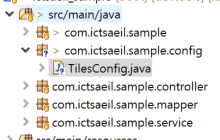 src/main/java
com.ictsaeil.sample
com.ictsaeil.sample.config
TilesConfig.java
com.ictsaeil.sample.controller
com.ictsaeil.sample.mapper
com.ictsaeil.sample.service